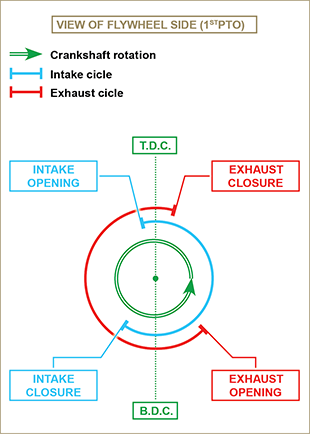 VIEW OF FLYWHEEL SIDE (1STPTO)
Crankshaft rotation
Intake cicle
Exhaust cicle
T.D.C.
INTAKE
OPENING
EXHAUST
CLOSURE
INTAKE
CLOSURE
EXHAUST
OPENING
B.D.C.